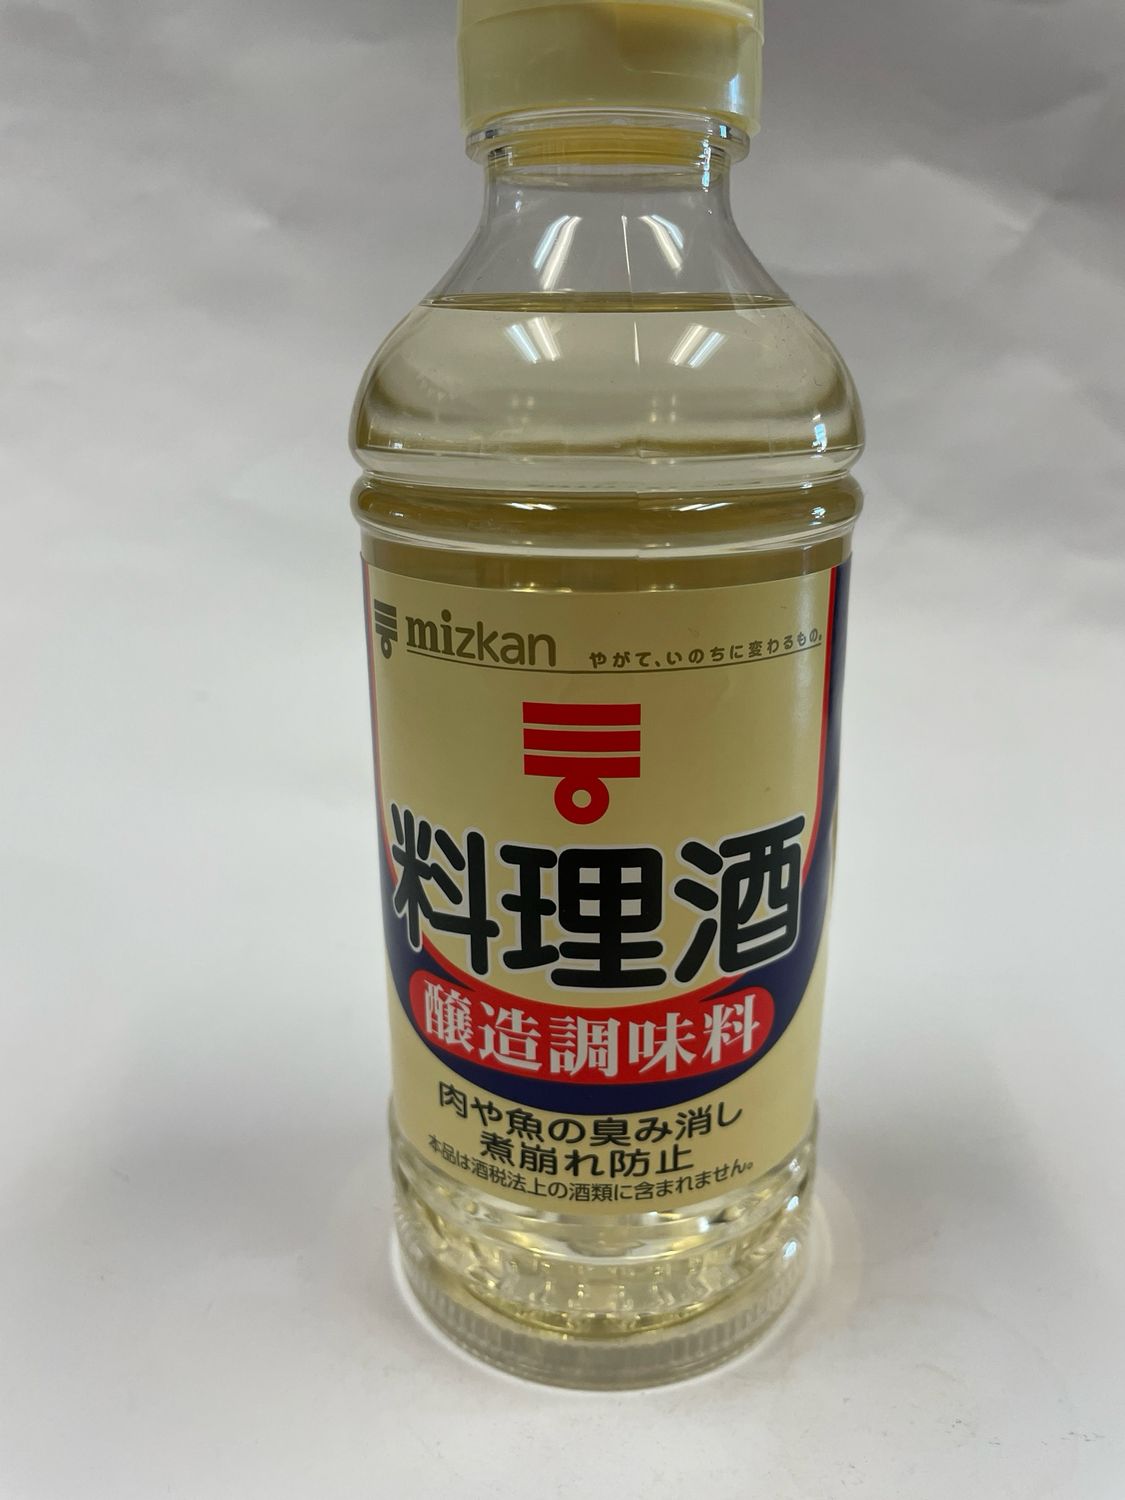 mizkan やがて、いのちに変わるもの。
料理酒
醸造調味料
肉や魚の臭み消し
煮崩れ防止
本品は酒税法上の酒類に含まれません。